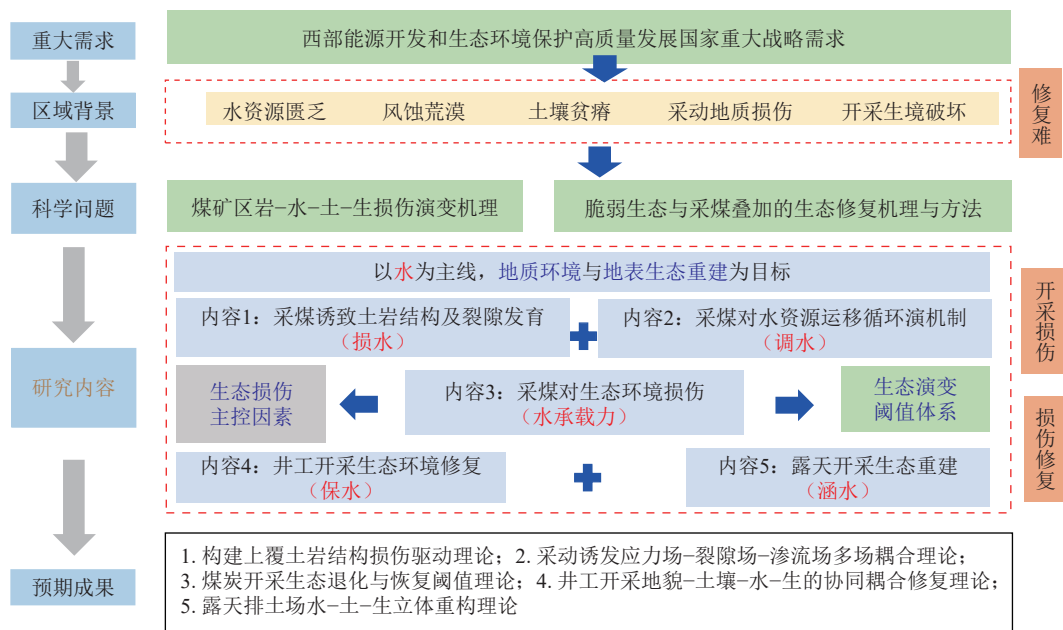 重大需求
西部能源开发和生态环境保护高质量发展国家重大战略需求
区域背景
水资源匮乏 风蚀荒漠 土壤贫瘠 采动地质损伤 开采生境破坏
修复难
科学问题
煤矿区岩−水−土−生损伤演变机理
脆弱生态与采煤叠加的生态修复机理与方法
以水为主线，地质环境与地表生态重建为目标
开采损伤
内容1：采煤诱致土岩结构及裂隙发育
（损水）
内容2：采煤对水资源运移循环演机制
（调水）
研究内容
生态损伤
主控因素
内容3：采煤对生态环境损伤
（水承载力）
生态演变
阈值体系
损伤修复
内容4：井工开采生态环境修复
（保水）
内容5：露天开采生态重建
（涵水）
预期成果
1. 构建上覆土岩结构损伤驱动理论；2. 采动诱发应力场−裂隙场−渗流场多场耦合理论；
3. 煤炭开采生态退化与恢复阈值理论；4. 井工开采地貌−土壤−水−生的协同耦合修复理论；
5. 露天排土场水−土−生立体重构理论